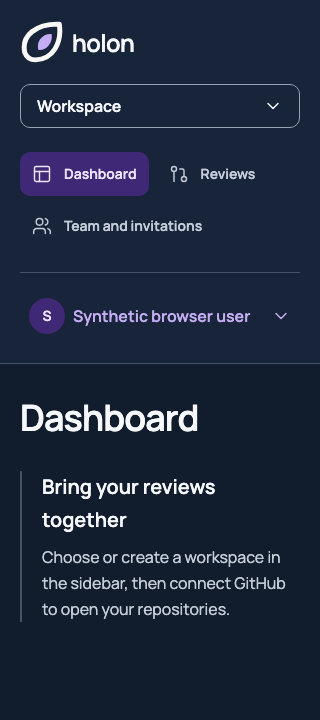 holon
Workspace
Dashboard
Reviews
Team and invitations
S
Synthetic browser user
Dashboard
Bring your reviews
together
Choose or create a workspace in
the sidebar, then connect GitHub
to open your repositories.